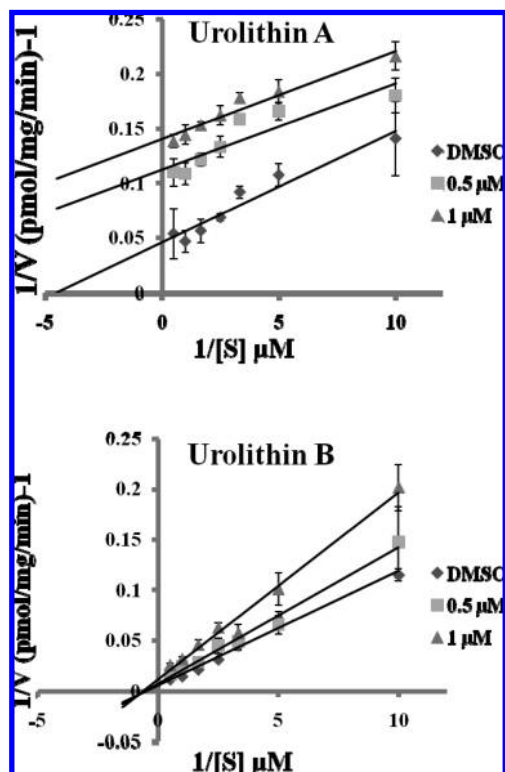 Urolithin A
1/V (pmol/mg/min)-1
0.25
0.2
0.15
0.1
0.05
0
-5
0
5
10
1/[S] µM
DMSO
0.5 µM
1 µM
Urolithin B
1/V (pmol/mg/min)-1
0.25
0.2
0.15
0.1
0.05
0
-0.05
-5
0
5
10
1/[S] µM
DMSO
0.5 µM
1 µM